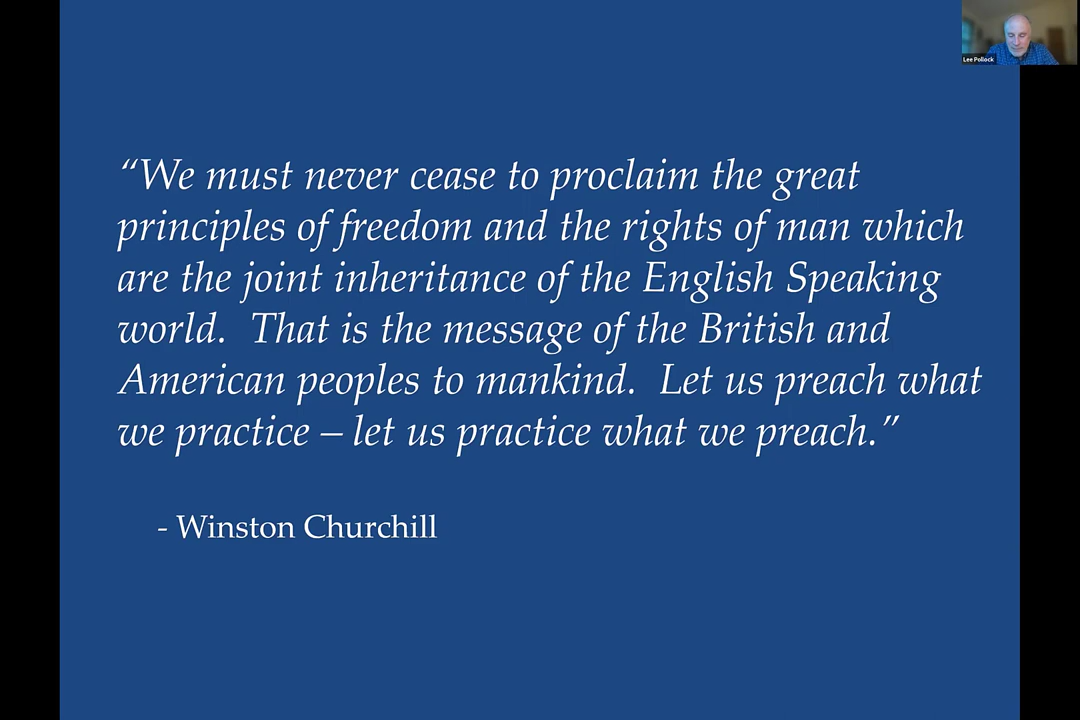 Lee Pollock
“We must never cease to proclaim the great
principles of freedom and the rights of man which
are the joint inheritance of the English Speaking
world.  That is the message of the British and
American peoples to mankind.  Let us preach what
we practice – let us practice what we preach.”
- Winston Churchill